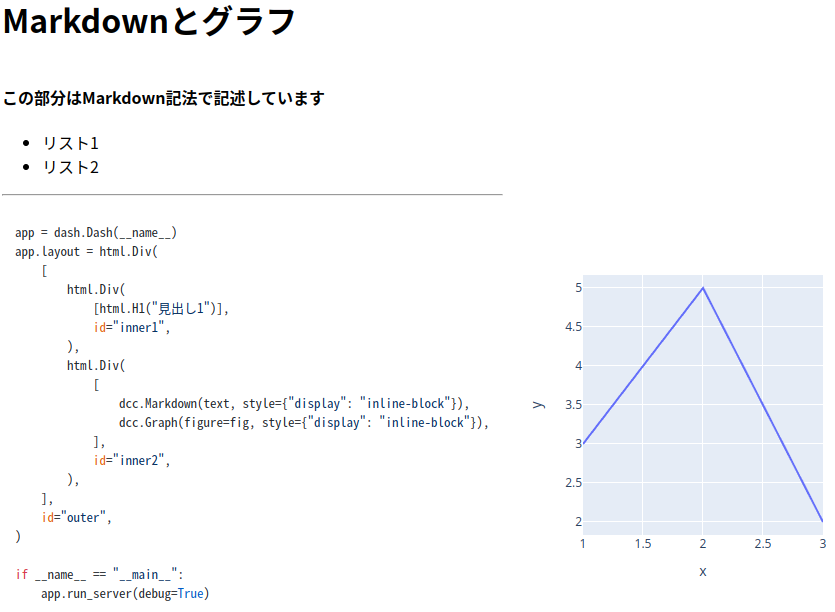 Markdownとグラフ
この部分はMarkdown記法で記述しています
リスト1
リスト2
app = dash.Dash(__name__)
app.layout = html.Div(
    [
        html.Div(
            [html.H1("見出し1")],
            id="inner1",
        ),
        html.Div(
            [
                dcc.Markdown(text, style={"display": "inline-block"}),
                dcc.Graph(figure=fig, style={"display": "inline-block"}),
            ],
            id="inner2",
        ),
    ],
    id="outer",
)
if __name__ == "__main__":
    app.run_server(debug=True)
5
4.5
4
3.5
3
2.5
2
y
1 1.5 2 2.5 3
x